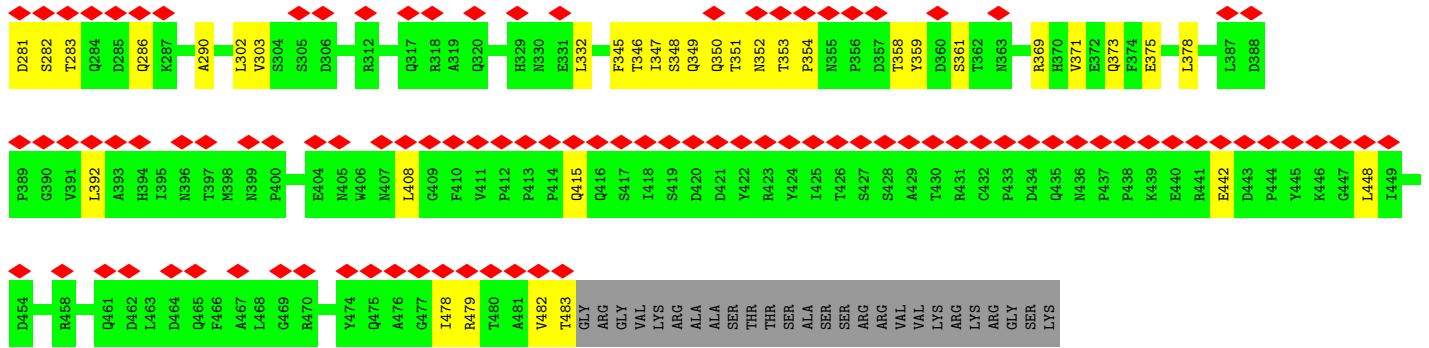 D281 S282 T283 Q284 D285 Q286 K287 A290 L302 V303 S304 S305 D306 R312 Q317 R318 A319 Q320 H329 N330 E331 L332 F345 T346 I347 S348 Q349 Q350 T351 N352 T353 P354 N355 P356 D357 T358 Y359 D360 S361 T362 N363 R369 H370 V371 E372 Q373 F374 E375 L378 L387 D388
P389 G390 V391 L392 A393 H394 I395 N396 T397 M398 N399 P400 E404 N405 W406 N407 L408 G409 F410 V411 P412 P413 P414 Q415 Q416 S417 I418 S419 D420 D421 Y422 R423 Y424 I425 T426 S427 S428 A429 T430 R431 C432 P433 D434 Q435 N436 P437 P438 K439 E440 R441 E442 D443 P444 Y445 K446 G447 L448 I449
D454 R458 Q461 D462 L463 D464 Q465 F466 A467 L468 G469 R470 Y474 Q475 A476 G477 I478 R479 T480 A481 V482 T483 GLY ARG GLY VAL LYS ARG ALA ALA SER THR THR SER ALA SER SER ARG ARG VAL VAL LYS ARG LYS ARG GLY SER LYS